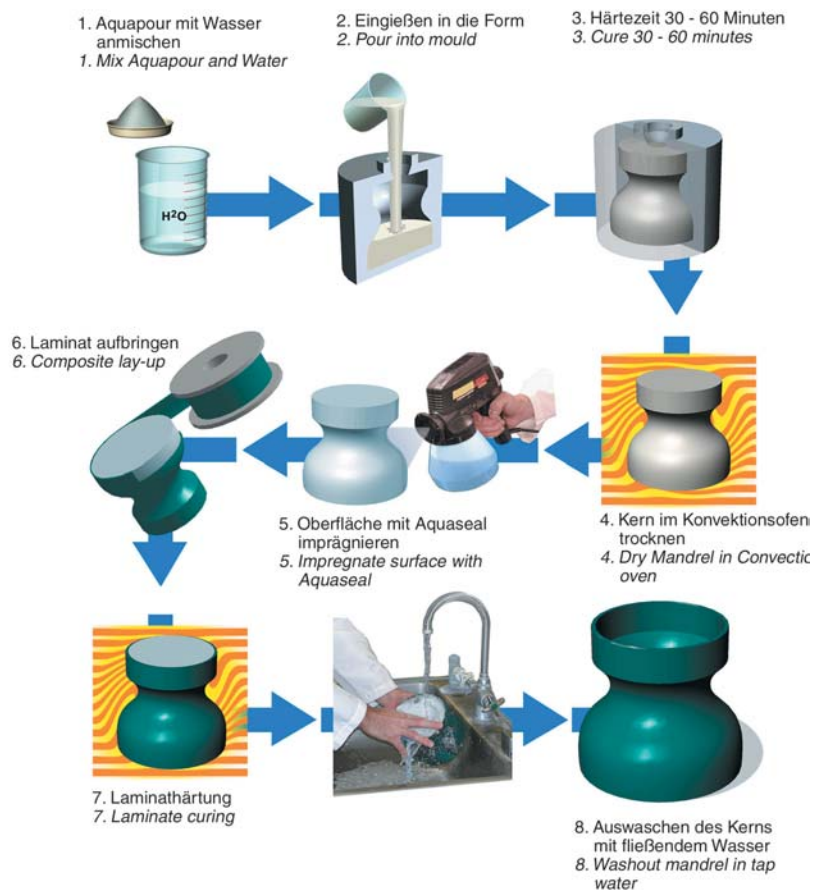 1. Aquapour mit Wasser
anmischen
1. Mix Aquapour and Water
2. Eingießen in die Form
2. Pour into mould
3. Härtezeit 30 - 60 Minuten
3. Cure 30 - 60 minutes
H²O
4. Kern im Konvektionsofen
trocknen
4. Dry Mandrel in Convectio
oven
5. Oberfläche mit Aquaseal
imprägnieren
5. Impregnate surface with
Aquaseal
6. Laminat aufbringen
6. Composite lay-up
7. Laminathärtung
7. Laminate curing
8. Auswaschen des Kerns
mit fließendem Wasser
8. Washout mandrel in tap
water